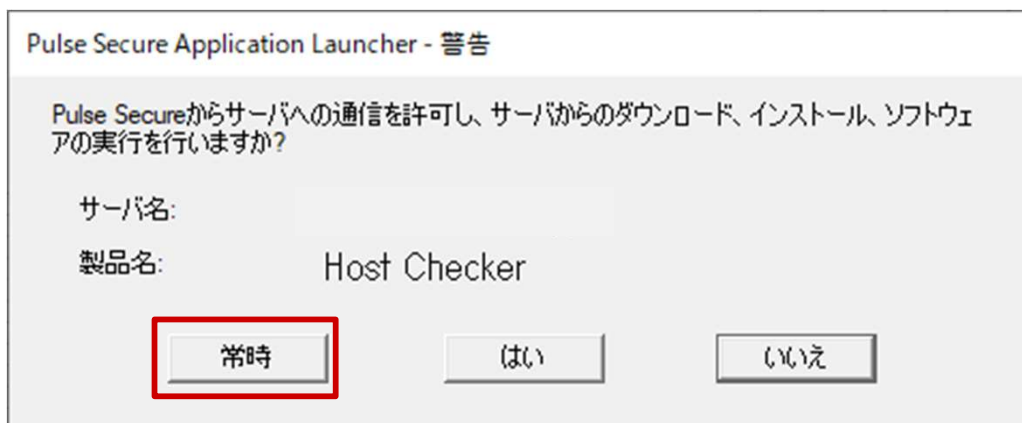 Pulse Secure Application Launcher - 警告
Pulse Secureからサーバへの通信を許可し、サーバからのダウンロード、インストール、ソフトウェ
アの実行を行いますか?
サーバ名:
製品名: Host Checker
常時 はい いいえ